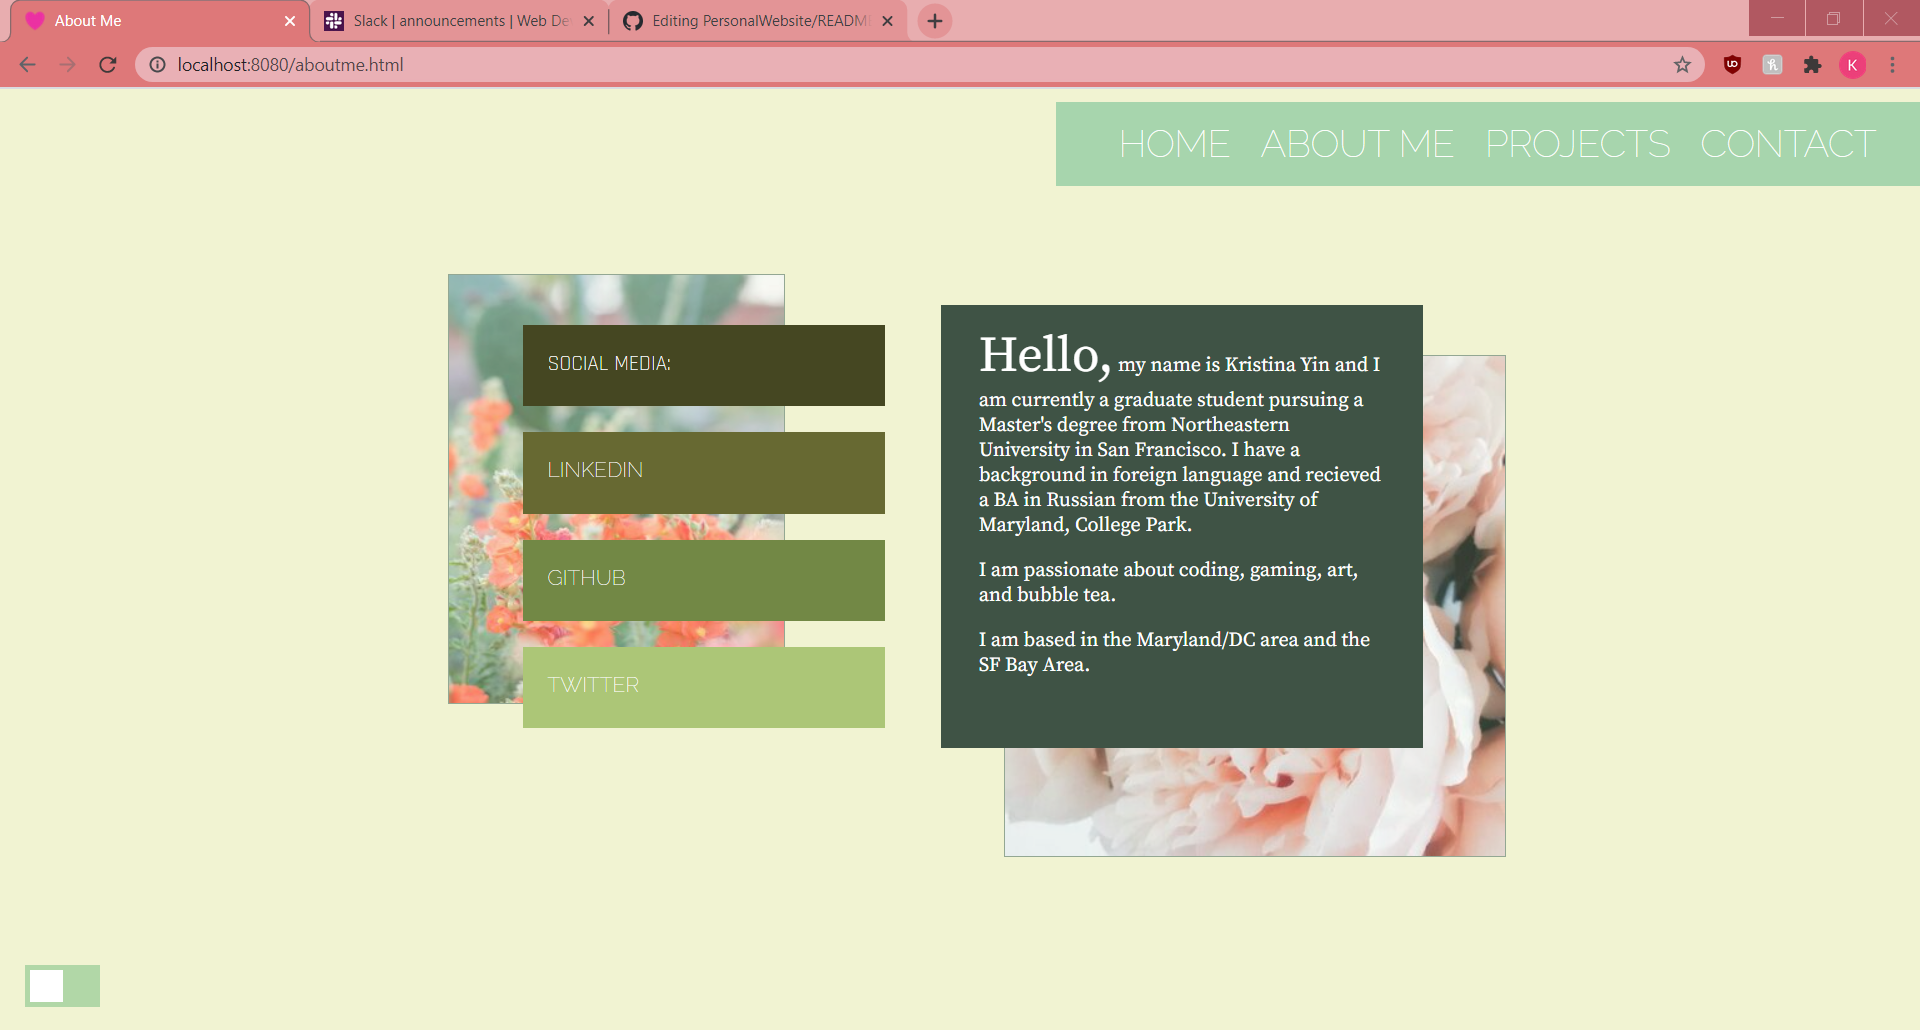 About Me
Slack | announcements | Web De
Editing PersonalWebsite/READM
localhost:8080/aboutme.html
K
HOME ABOUT ME PROJECTS CONTACT
SOCIAL MEDIA:
LINKEDIN
GITHUB
TWITTER
Hello, my name is Kristina Yin and I
am currently a graduate student pursuing a
Master's degree from Northeastern
University in San Francisco. I have a
background in foreign language and recieved
a BA in Russian from the University of
Maryland, College Park.
I am passionate about coding, gaming, art,
and bubble tea.
I am based in the Maryland/DC area and the
SF Bay Area.